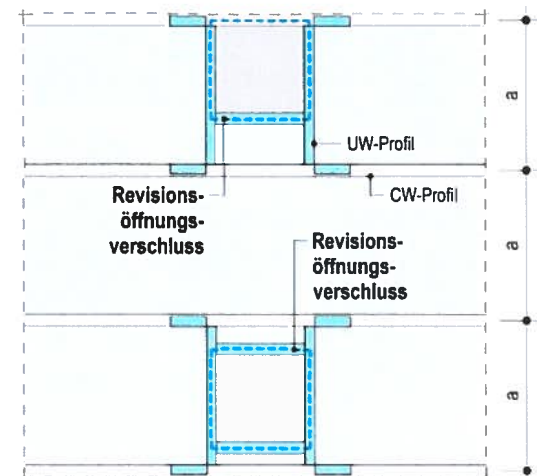 a
UW-Profil
CW-Profil
Revisions-
öffnungs-
verschluss
a
Revisions-
öffnungs-
verschluss
a